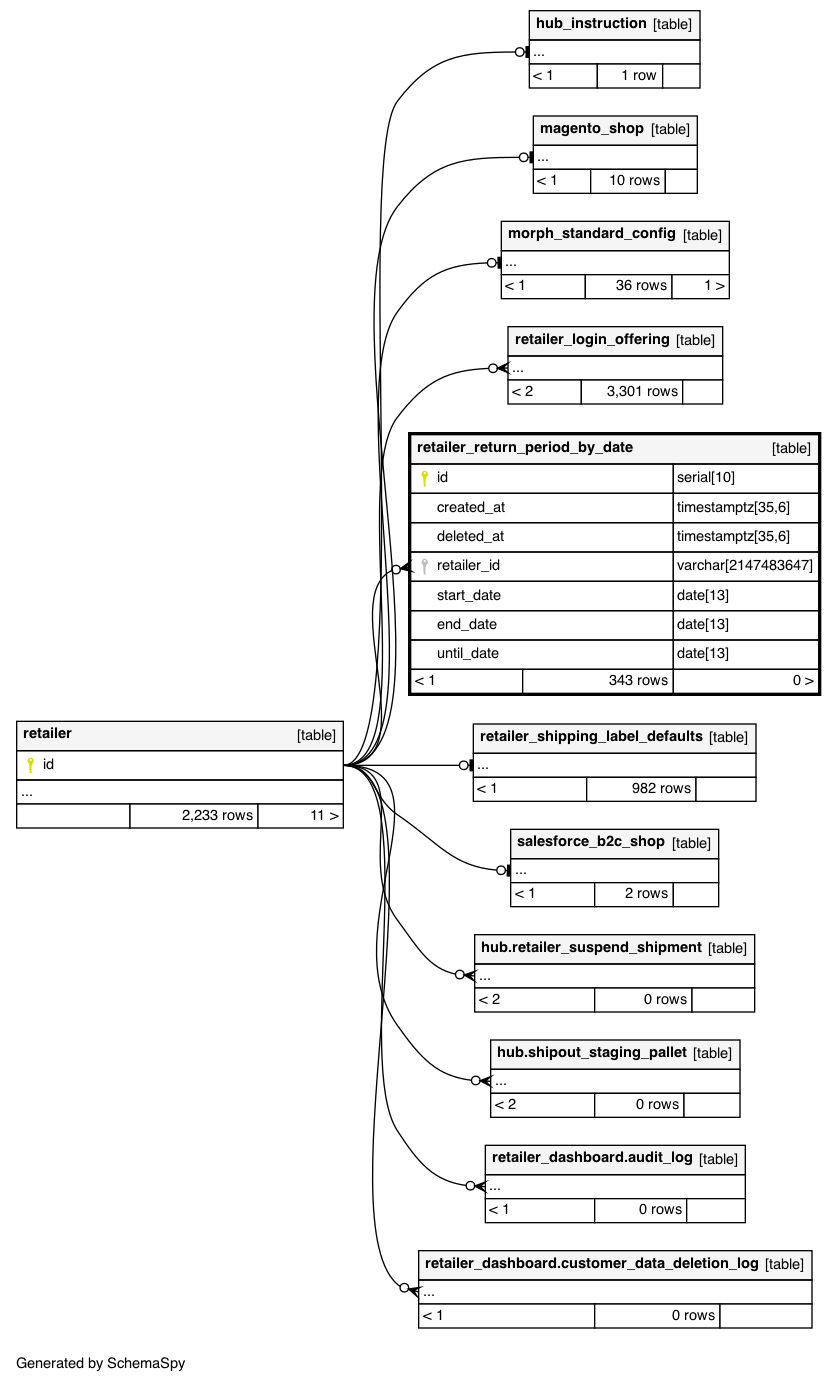 hub_instruction [table]
...
< 1 1 row
magento_shop [table]
...
< 1 10 rows
morph_standard_config [table]
...
< 1 36 rows 1 >
retailer_login_offering [table]
...
< 2 3,301 rows
retailer_return_period_by_date [table]
id serial[10]
created_at timestamptz[35,6]
deleted_at timestamptz[35,6]
retailer_id varchar[2147483647]
start_date date[13]
end_date date[13]
until_date date[13]
< 1 343 rows 0 >
retailer [table]
id
...
2,233 rows 11 >
retailer_shipping_label_defaults [table]
...
< 1 982 rows
salesforce_b2c_shop [table]
...
< 1 2 rows
hub.retailer_suspend_shipment [table]
...
< 2 0 rows
hub.shipout_staging_pallet [table]
...
< 2 0 rows
retailer_dashboard.audit_log [table]
...
< 1 0 rows
retailer_dashboard.customer_data_deletion_log [table]
...
< 1 0 rows
Generated by SchemaSpy